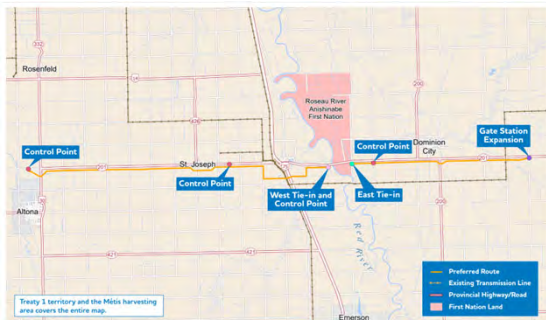 Rosenfeld
Roseau River
Anishinabe
First Nation
Control Point
St. Joseph
Control Point
Control Point
Dominion
City
Gate Station
Expansion
West Tie-in and
Control Point
East Tie-in
Altona
Red River
Emerson
Treaty 1 territory and the Métis harvesting
area covers the entire map.
Preferred Route
Existing Transmission Line
Provincial Highway/Road
First Nation Land